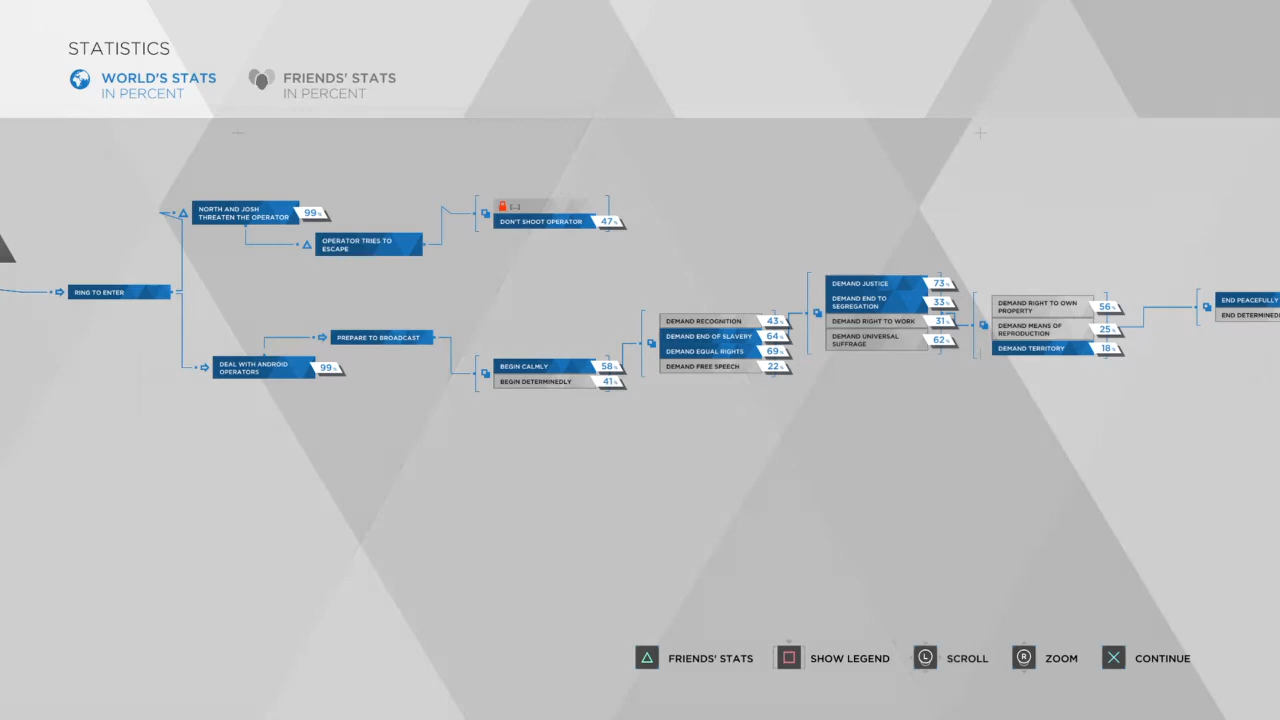 STATISTICS
WORLD'S STATS
IN PERCENT
FRIENDS' STATS
IN PERCENT
RING TO ENTER
NORTH AND JOSH
THREATEN THE OPERATOR
99%
OPERATOR TRIES TO
ESCAPE
[...]
DON'T SHOOT OPERATOR
47%
DEAL WITH ANDROID
OPERATORS
99%
PREPARE TO BROADCAST
BEGIN CALMLY
58%
BEGIN DETERMINEDLY
41%
DEMAND RECOGNITION
43%
DEMAND END OF SLAVERY
64%
DEMAND EQUAL RIGHTS
69%
DEMAND FREE SPEECH
22%
DEMAND JUSTICE
73%
DEMAND END TO
SEGREGATION
33%
DEMAND RIGHT TO WORK
31%
DEMAND UNIVERSAL
SUFFRAGE
62%
DEMAND RIGHT TO OWN
PROPERTY
56%
DEMAND MEANS OF
REPRODUCTION
25%
DEMAND TERRITORY
18%
END PEACEFULLY
END DETERMINED
FRIENDS' STATS
SHOW LEGEND
L
SCROLL
R
ZOOM
CONTINUE